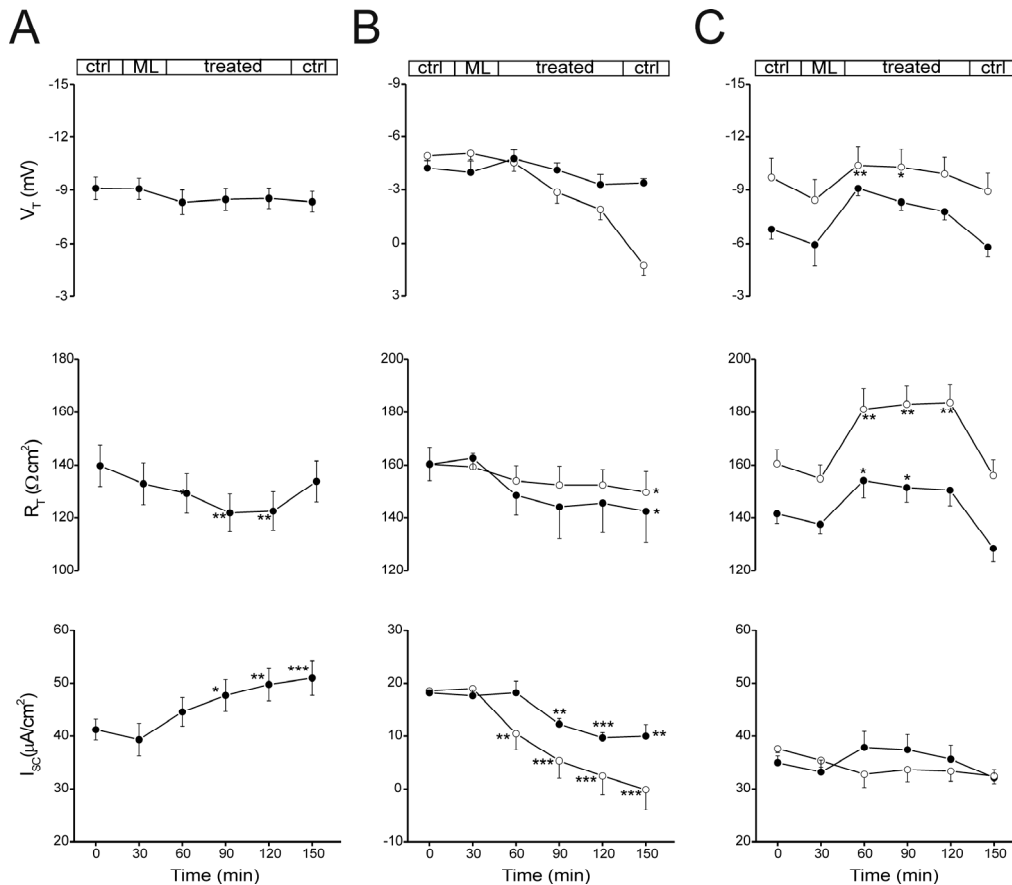 A B C
ctrl ML treated ctrl
ctrl ML treated ctrl
ctrl ML treated ctrl
V_T (mV)
-15
-12
-9
-6
-3
-9
-6
-3
0
3
-15
-12
-9
-6
-3
** *
R_T (Ω cm²)
180
160
140
120
100
* ** **
200
180
160
140
120
*
*
200
180
160
140
120
** ** **
* *
I_SC (µA/cm²)
60
50
40
30
20
* ** ***
30
20
10
0
-10
** *** **
** *** *** ***
60
50
40
30
20
0 30 60 90 120 150
Time (min)
0 30 60 90 120 150
Time (min)
0 30 60 90 120 150
Time (min)